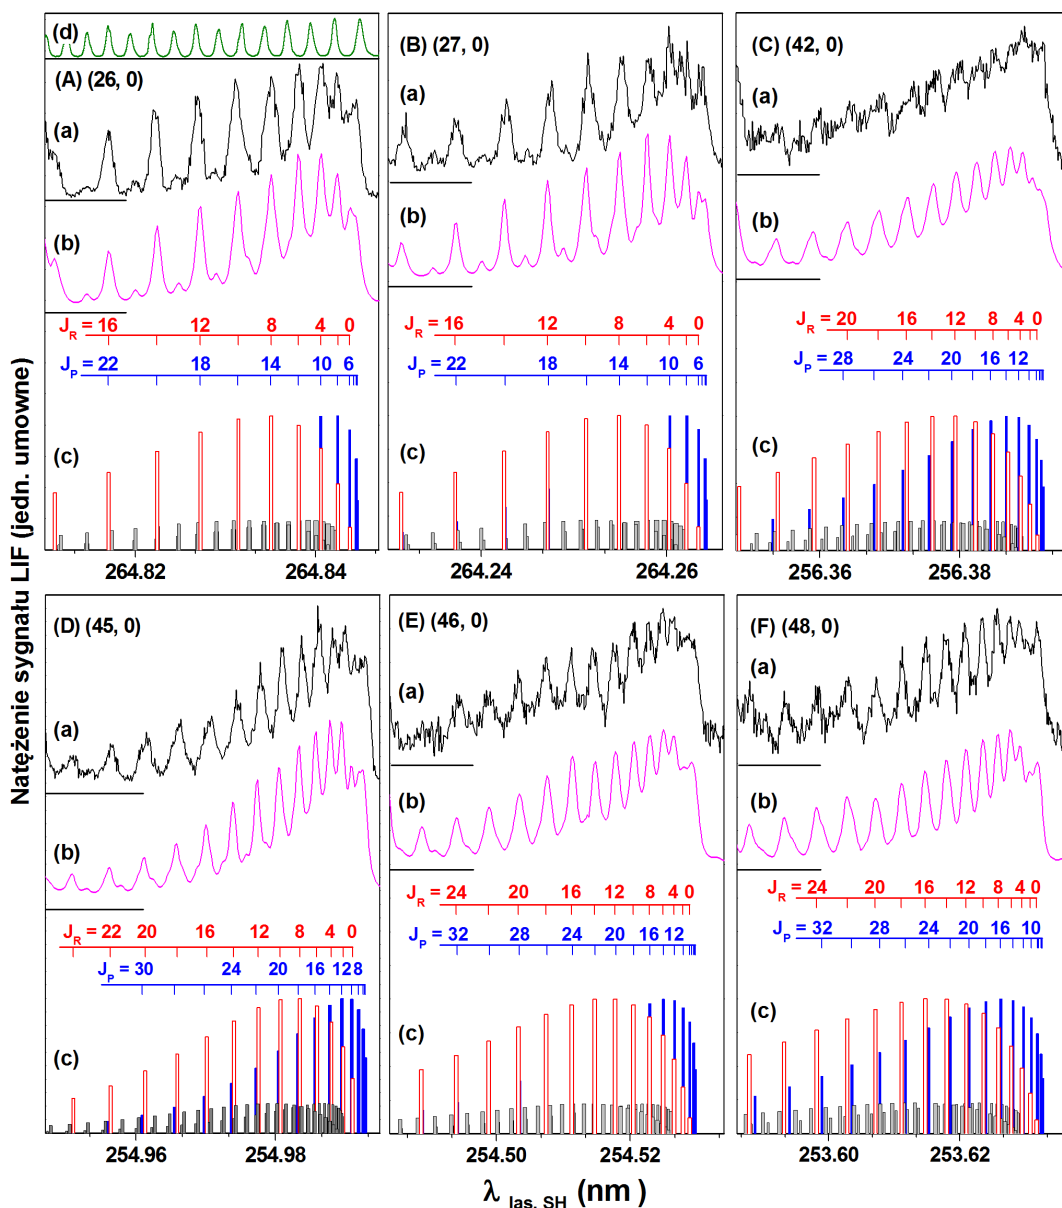 (d)
(A) (26, 0)
(a)
(b)
J_R = 16 12 8 4 0
J_P = 22 18 14 10 6
(c)
264.82 264.84
(B) (27, 0)
(a)
(b)
J_R = 16 12 8 4 0
J_P = 22 18 14 10 6
(c)
264.24 264.26
(C) (42, 0)
(a)
(b)
J_R = 20 16 12 8 4 0
J_P = 28 24 20 16 12
(c)
256.36 256.38
Natężenie sygnału LIF (jedn. umowne)
(D) (45, 0)
(a)
(b)
J_R = 22 20 16 12 8 4 0
J_P = 30 24 20 16 12 8
(c)
254.96 254.98
(E) (46, 0)
(a)
(b)
J_R = 24 20 16 12 8 4 0
J_P = 32 28 24 20 16 12
(c)
254.50 254.52
(F) (48, 0)
(a)
(b)
J_R = 24 20 16 12 8 4 0
J_P = 32 28 24 20 16 10
(c)
253.60 253.62
λ las, SH (nm)